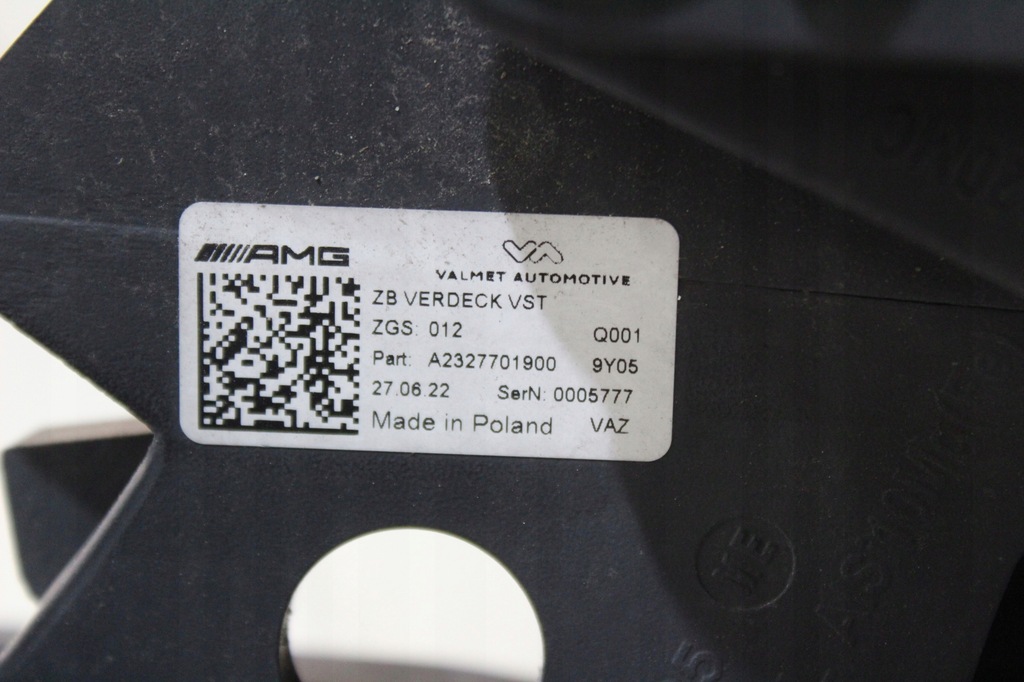 AMG
VALMET AUTOMOTIVE
ZB VERDECK VST
ZGS: 012 Q001
Part: A2327701900 9Y05
27.06.22 SerN: 0005777
Made in Poland VAZ